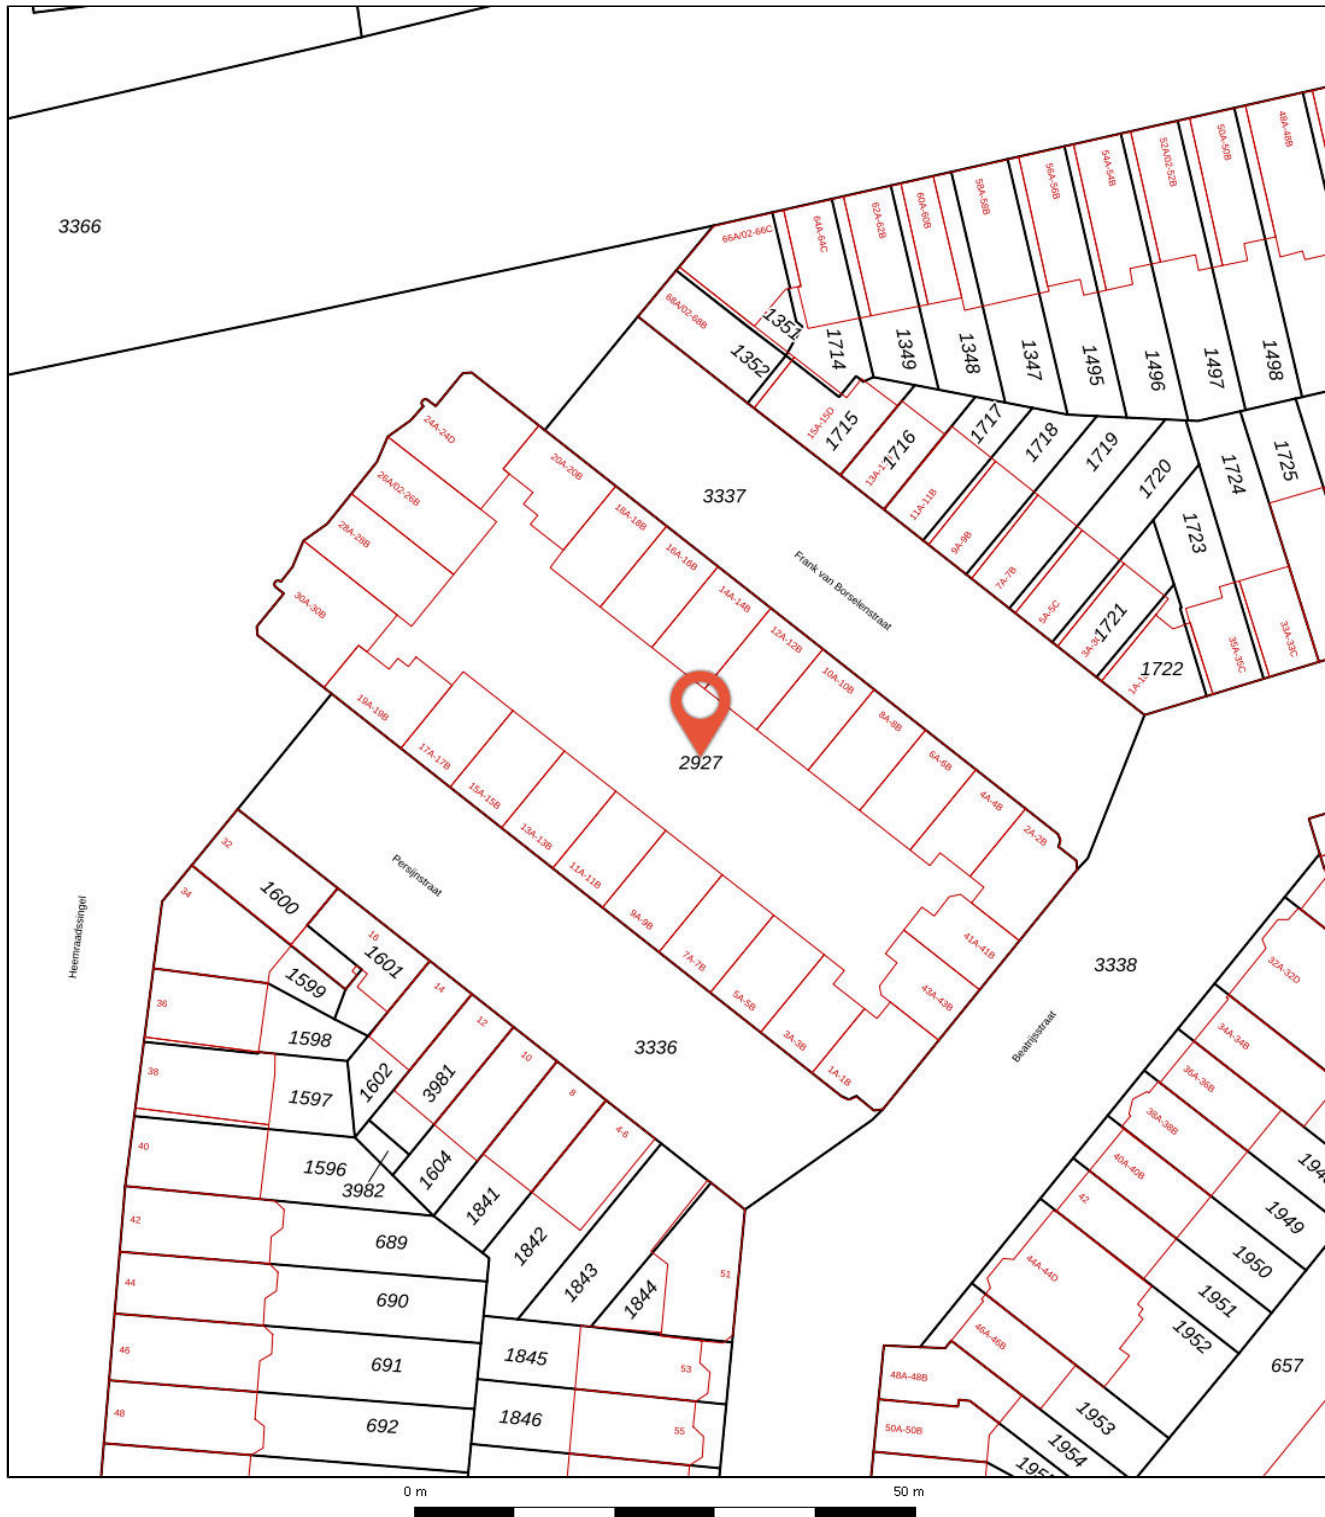 3366
48A-48B
50A-50B
52A/02-52B
54A-54B
56A-56B
58A-58B
60A-60B
62A-62B
64A-64C
66A/02-66C
68A/02-68B
1351
1352
1714
1349
1348
1347
1495
1496
1497
1498
15A-15D
1715
1716
1717
1718
1719
1720
1724
1725
1723
11A-11B
9A-9B
7A-7B
5A-5C
1721
1722
35A-35C
33A-33C
24A-24D
26A/02-26B
28A-28B
30A-30B
20A-20B
18A-18B
16A-16B
14A-14B
12A-12B
10A-10B
8A-8B
6A-6B
4A-4B
2A-2B
3337
Frank van Borselenstraat
2927
19A-19B
17A-17B
15A-15B
13A-13B
11A-11B
9A-9B
7A-7B
5A-5B
3A-3B
1A-1B
41A-41B
43A-43B
Persijnstraat
Heemraadssingel
3336
3338
Beatrijsstraat
32
34
36
38
40
42
44
46
48
1600
1601
1599
1598
1597
1596
3982
689
690
691
692
16
14
12
10
8
4-6
1602
3981
1604
1841
1842
1843
1844
51
53
55
1845
1846
32A-32D
34A-34B
36A-36B
38A-38B
40A-40B
42
44A-44D
46A-46B
48A-48B
50A-50B
1949
1950
1951
1952
1953
1954
657
0 m
50 m